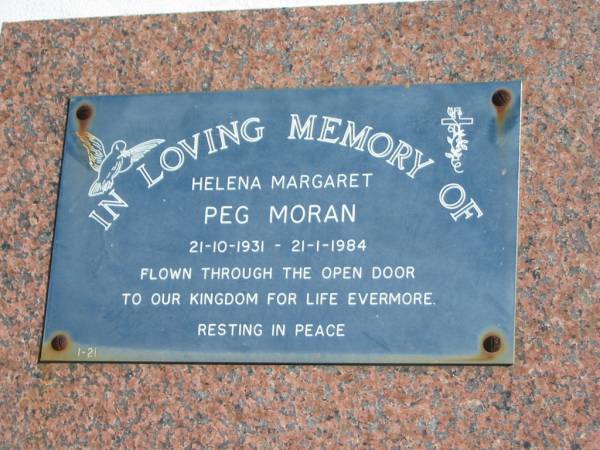 IN LOVING MEMORY OF
HELENA MARGARET
PEG MORAN
21-10-1931 - 21-1-1984
FLOWN THROUGH THE OPEN DOOR
TO OUR KINGDOM FOR LIFE EVERMORE.
RESTING IN PEACE
1-21